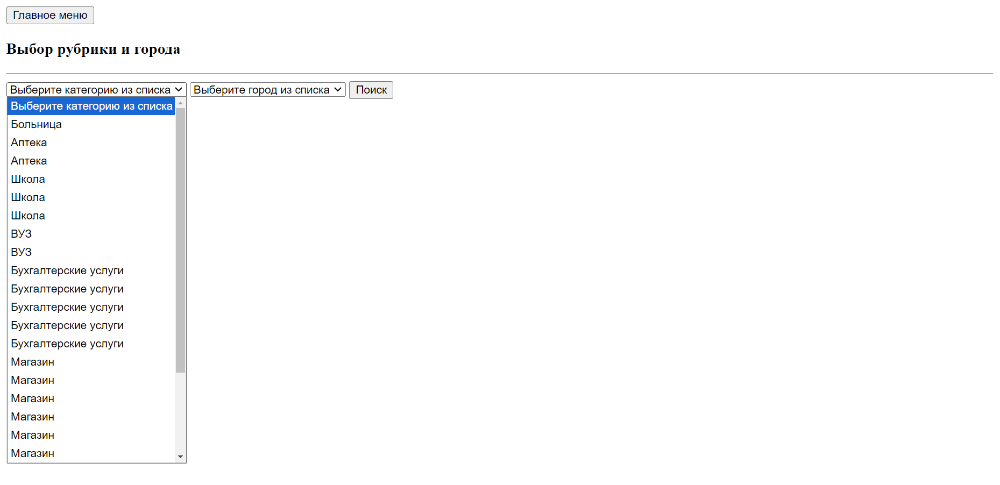 Главное меню
Выбор рубрики и города
Выберите категорию из списка Выберите город из списка Поиск
Выберите категорию из списка
Больница
Аптека
Аптека
Школа
Школа
Школа
ВУЗ
ВУЗ
Бухгалтерские услуги
Бухгалтерские услуги
Бухгалтерские услуги
Бухгалтерские услуги
Бухгалтерские услуги
Магазин
Магазин
Магазин
Магазин
Магазин
Магазин